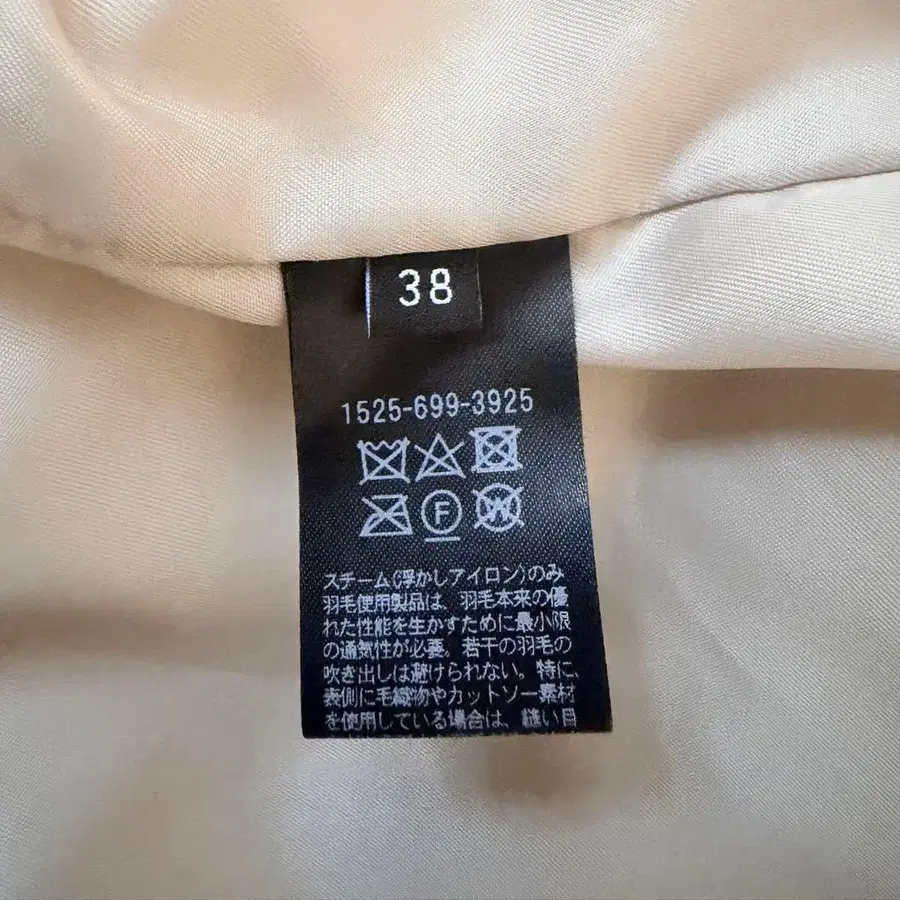 38
1525-699-3925
F
W
スチーム(浮かしアイロン)のみ
羽毛使用製品は、羽毛本来の優
れた性能を生かすために最小限
の通気性が必要。若干の羽毛の
吹き出しは避けられない。特に、
表側に毛織物やカットソー素材
を使用している場合は、縫い目